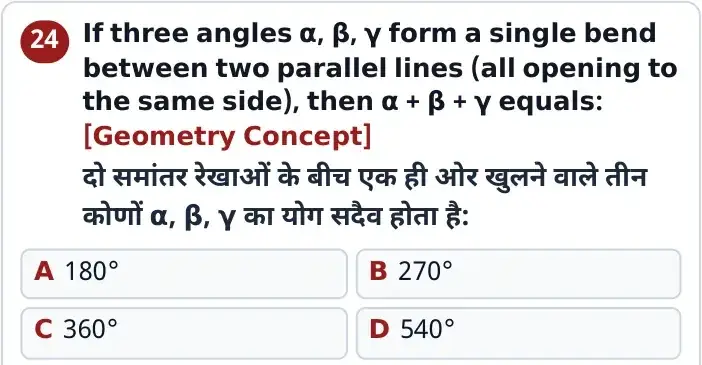 24 If three angles α, β, γ form a single bend
between two parallel lines (all opening to
the same side), then α + β + γ equals:
[Geometry Concept]
दो समांतर रेखाओं के बीच एक ही ओर खुलने वाले तीन
कोणों α, β, γ का योग सदैव होता है:
A 180° B 270°
C 360° D 540°